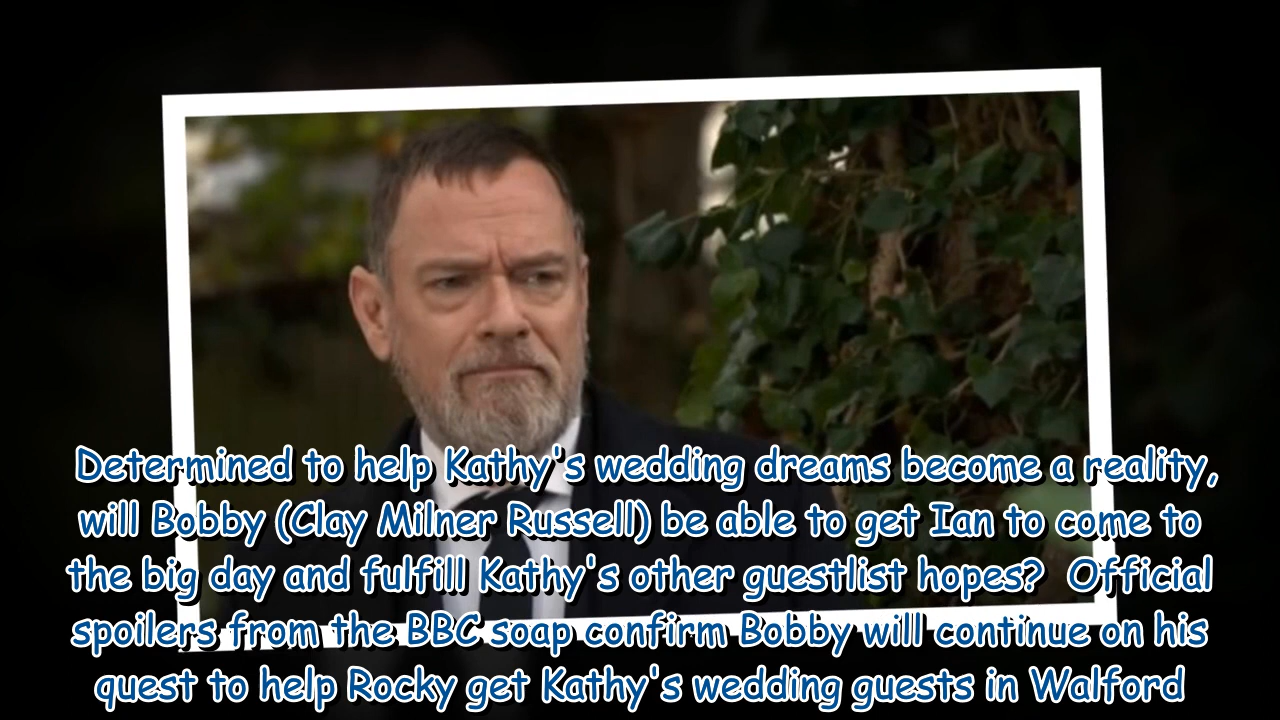 Determined to help Kathy's wedding dreams become a reality,
will Bobby (Clay Milner Russell) be able to get Ian to come to
the big day and fulfill Kathy's other guestlist hopes?  Official
spoilers from the BBC soap confirm Bobby will continue on his
quest to help Rocky get Kathy's wedding guests in Walford